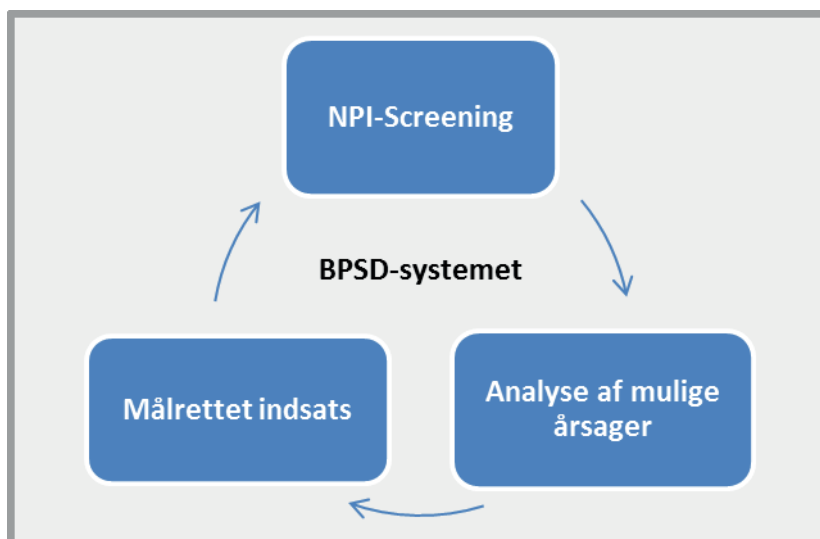 NPI-Screening
BPSD-systemet
Målrettet indsats
Analyse af mulige
årsager